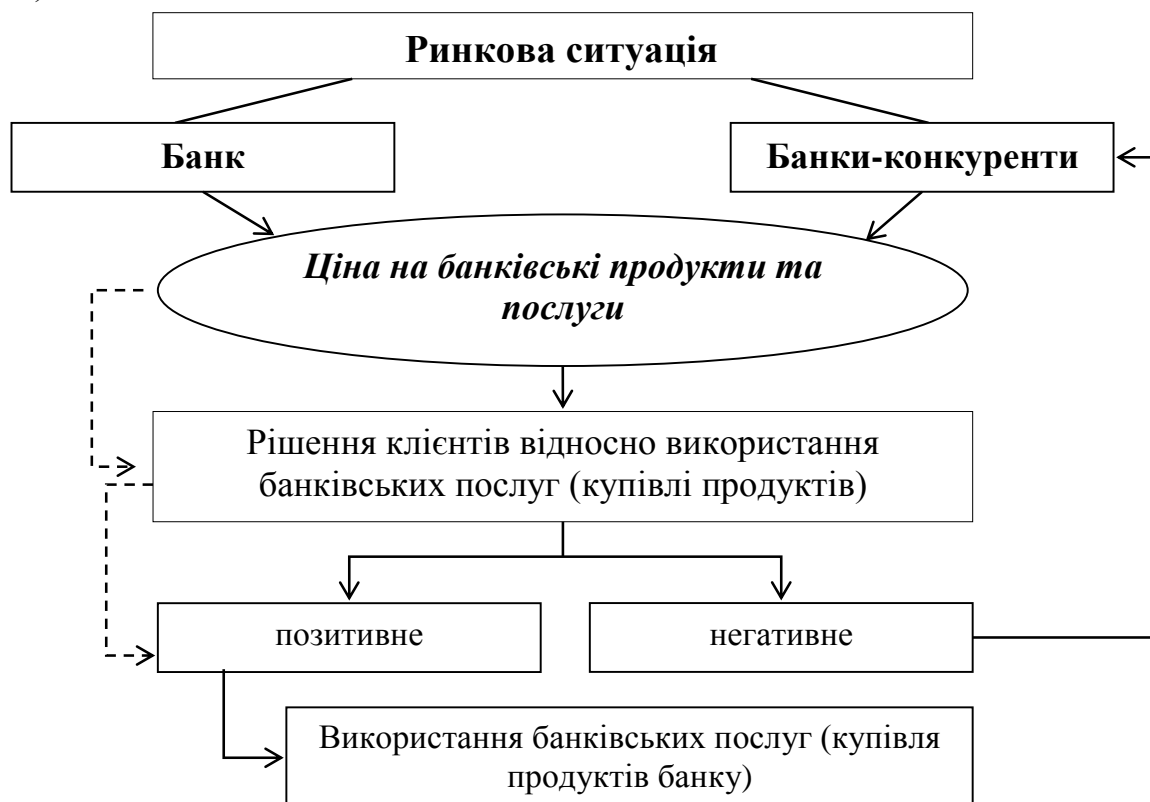 Ринкова ситуація
Банк
Банки-конкуренти
Ціна на банківські продукти та
послуги
Рішення клієнтів відносно використання
банківських послуг (купівлі продуктів)
позитивне
негативне
Використання банківських послуг (купівля
продуктів банку)